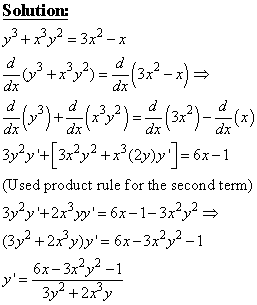 Solution:
y³ + x³y² = 3x² − x
d/dx (y³ + x³y²) = d/dx (3x² − x) ⇒
d/dx (y³) + d/dx (x³y²) = d/dx (3x²) − d/dx (x)
3y²y' + [3x²y² + x³(2y)y'] = 6x − 1
(Used product rule for the second term)
3y²y' + 2x³yy' = 6x − 1 − 3x²y² ⇒
(3y² + 2x³y)y' = 6x − 3x²y² − 1
y' = (6x − 3x²y² − 1) / (3y² + 2x³y)